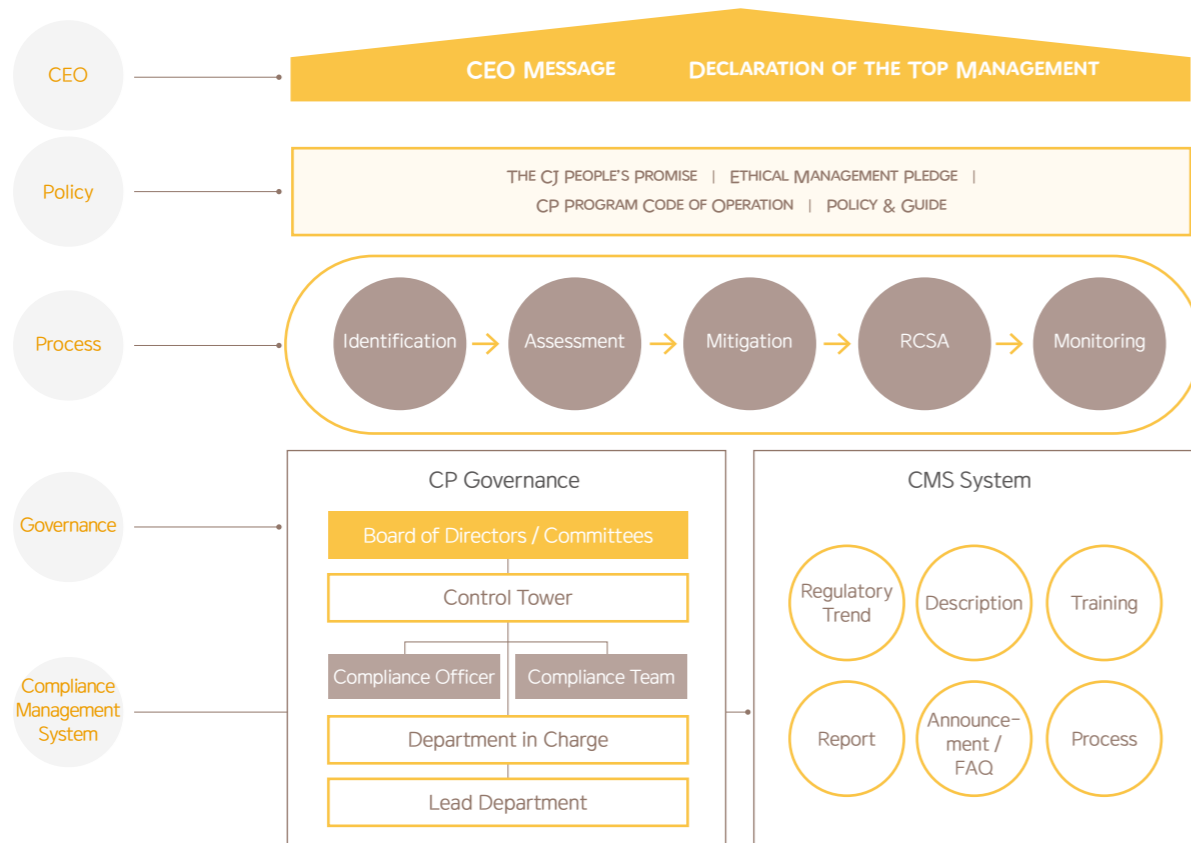 CEO
CEO MESSAGE DECLARATION OF THE TOP MANAGEMENT
Policy
THE CJ PEOPLE'S PROMISE | ETHICAL MANAGEMENT PLEDGE |
CP PROGRAM CODE OF OPERATION | POLICY & GUIDE
Process
Identification → Assessment → Mitigation → RCSA → Monitoring
Governance
Compliance
Management
System
CP Governance
Board of Directors / Committees
Control Tower
Compliance Officer
Compliance Team
Department in Charge
Lead Department
CMS System
Regulatory
Trend
Description
Training
Report
Announce-
ment /
FAQ
Process